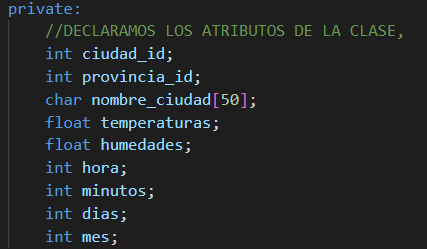 private:
//DECLARAMOS LOS ATRIBUTOS DE LA CLASE,
int ciudad_id;
int provincia_id;
char nombre_ciudad[50];
float temperaturas;
float humedades;
int hora;
int minutos;
int dias;
int mes;